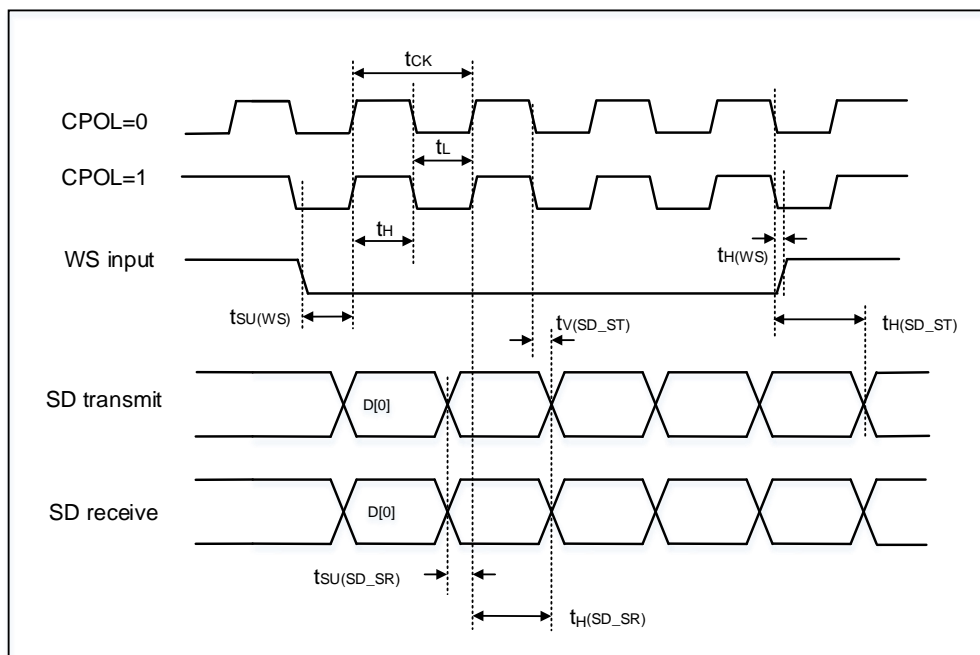 tCK
CPOL=0
tL
CPOL=1
tH
tH(WS)
WS input
tSU(WS)
tV(SD_ST)
tH(SD_ST)
SD transmit
D[0]
SD receive
D[0]
tSU(SD_SR)
tH(SD_SR)